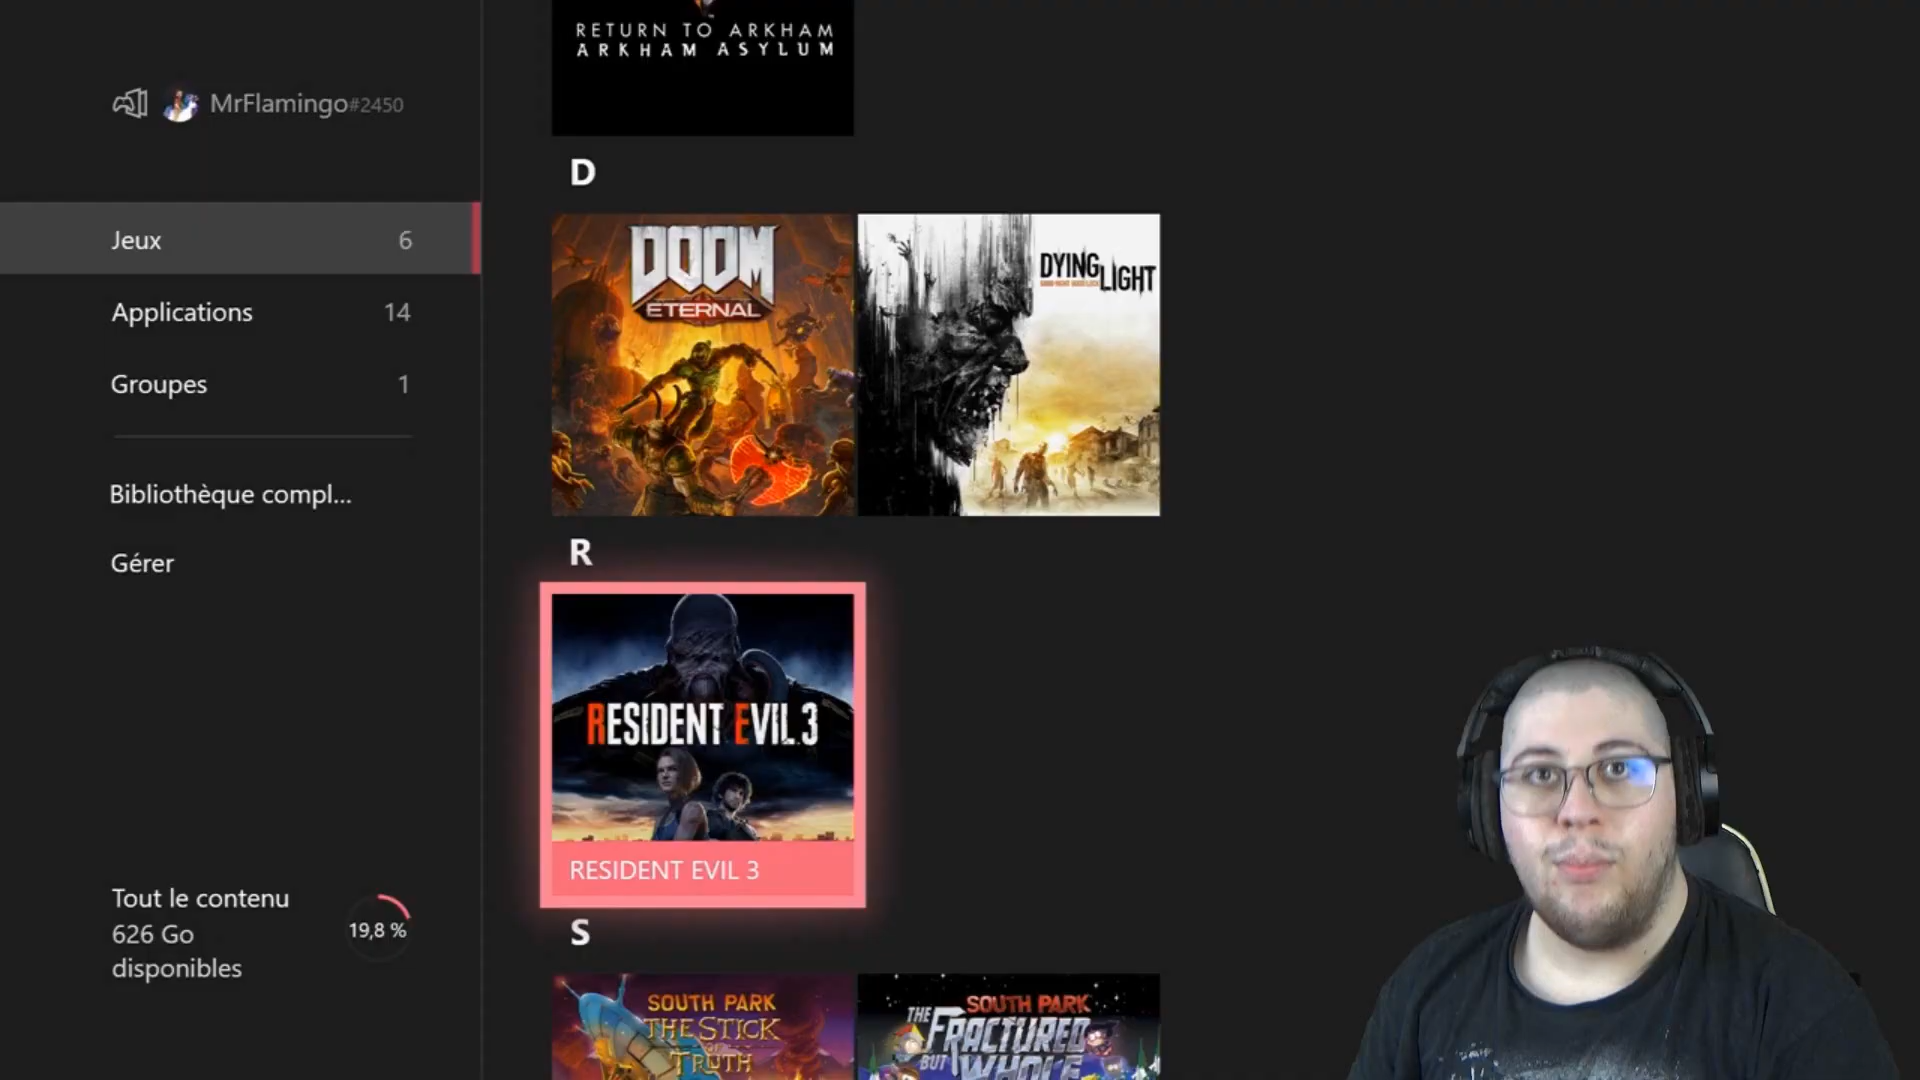 MrFlamingo#2450
Jeux 6
Applications 14
Groupes 1
Bibliothèque compl...
Gérer
Tout le contenu
626 Go
disponibles
19,8 %
RETURN TO ARKHAM
ARKHAM ASYLUM
D
DOOM
ETERNAL
DYING
LIGHT
R
RESIDENT EVIL 3
RESIDENT EVIL 3
S
SOUTH PARK
THE STICK
OF
TRUTH
SOUTH PARK
THE
FRACTURED
BUT WHOLE